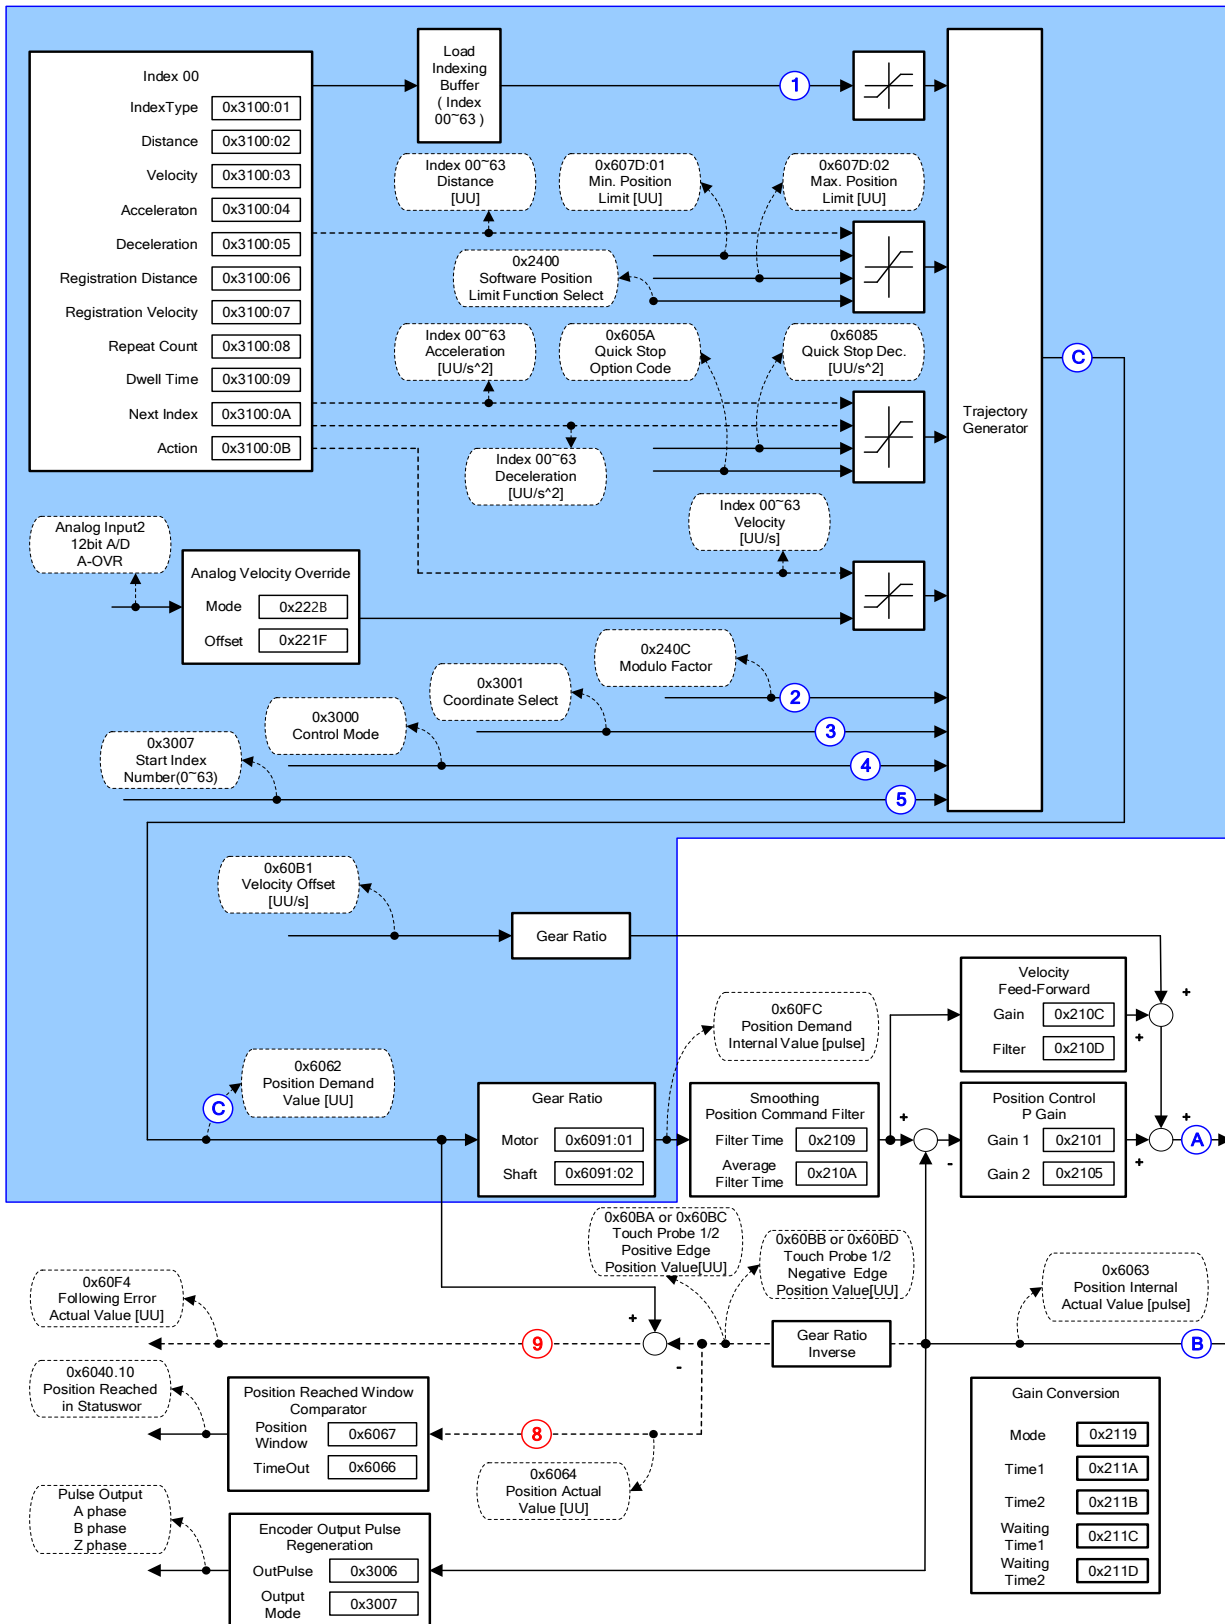 Index 00
IndexType 0x3100:01
Distance 0x3100:02
Velocity 0x3100:03
Acceleraton 0x3100:04
Deceleration 0x3100:05
Registration Distance 0x3100:06
Registration Velocity 0x3100:07
Repeat Count 0x3100:08
Dwell Time 0x3100:09
Next Index 0x3100:0A
Action 0x3100:0B
Load
Indexing
Buffer
( Index
00~63 )
1
Index 00~63
Distance
[UU]
0x607D:01
Min. Position
Limit [UU]
0x607D:02
Max. Position
Limit [UU]
0x2400
Software Position
Limit Function Select
Index 00~63
Acceleration
[UU/s^2]
0x605A
Quick Stop
Option Code
0x6085
Quick Stop Dec.
[UU/s^2]
Index 00~63
Deceleration
[UU/s^2]
Trajectory
Generator
C
Index 00~63
Velocity
[UU/s]
Analog Input2
12bit A/D
A-OVR
Analog Velocity Override
Mode 0x222B
Offset 0x221F
0x240C
Modulo Factor
2
0x3001
Coordinate Select
3
0x3000
Control Mode
4
0x3007
Start Index
Number(0~63)
5
0x60B1
Velocity Offset
[UU/s]
Gear Ratio
Velocity
Feed-Forward
Gain 0x210C
Filter 0x210D
+
+
0x60FC
Position Demand
Internal Value [pulse]
0x6062
Position Demand
Value [UU]
C
Gear Ratio
Motor 0x6091:01
Shaft 0x6091:02
Smoothing
Position Command Filter
Filter Time 0x2109
Average
Filter Time 0x210A
+
-
Position Control
P Gain
Gain 1 0x2101
Gain 2 0x2105
+
+
A
0x60BA or 0x60BC
Touch Probe 1/2
Positive Edge
Position Value[UU]
0x60BB or 0x60BD
Touch Probe 1/2
Negative Edge
Position Value[UU]
0x6063
Position Internal
Actual Value [pulse]
0x60F4
Following Error
Actual Value [UU]
9
+
-
Gear Ratio
Inverse
B
0x6040.10
Position Reached
in Statuswor
Position Reached Window
Comparator
Position
Window 0x6067
TimeOut 0x6066
8
0x6064
Position Actual
Value [UU]
Pulse Output
A phase
B phase
Z phase
Encoder Output Pulse
Regeneration
OutPulse 0x3006
Output
Mode 0x3007
Gain Conversion
Mode 0x2119
Time1 0x211A
Time2 0x211B
Waiting
Time1 0x211C
Waiting
Time2 0x211D